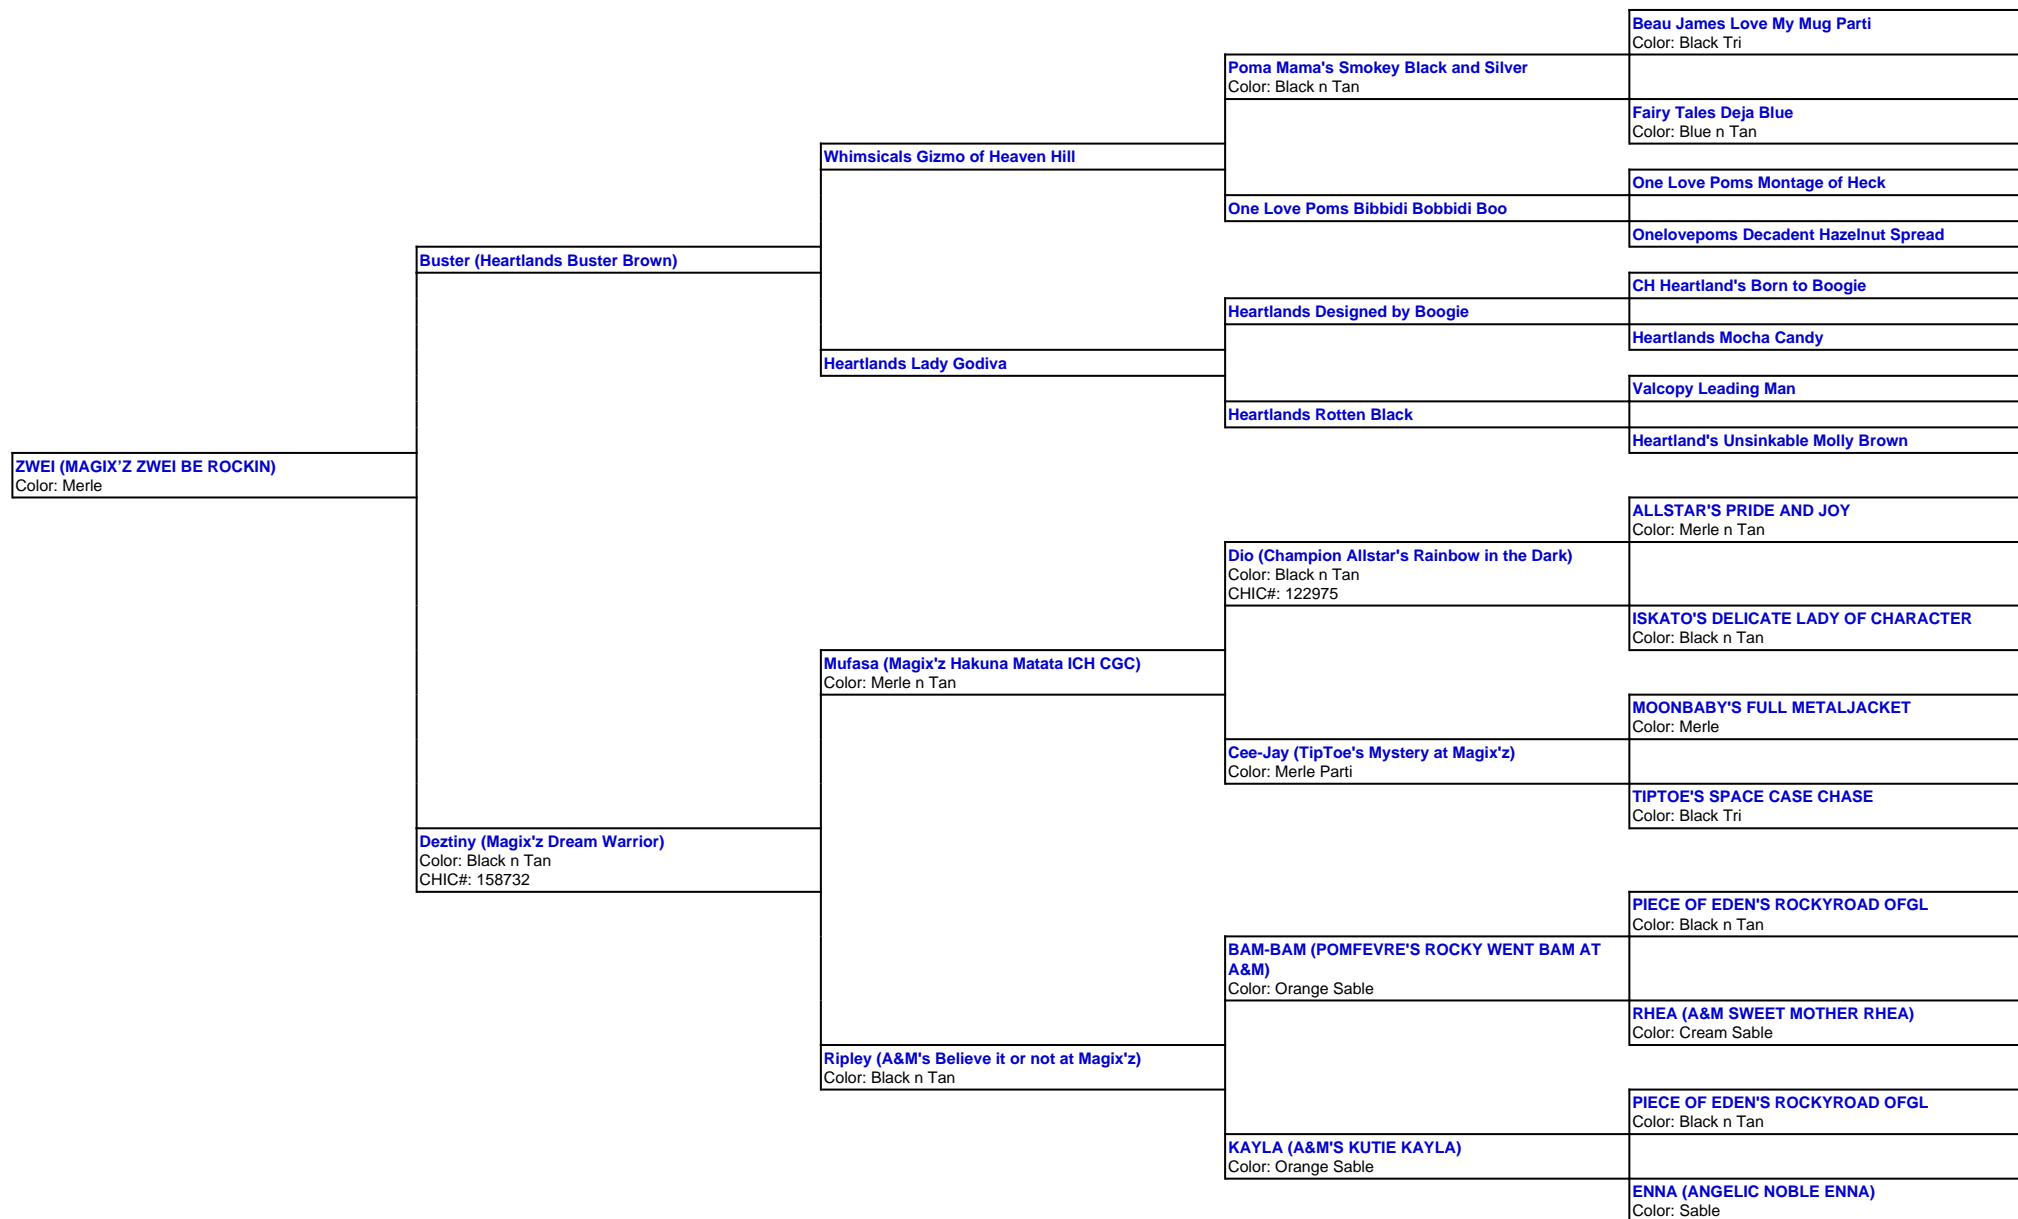 Beau James Love My Mug Parti
Color: Black Tri
Poma Mama's Smokey Black and Silver
Color: Black n Tan
Fairy Tales Deja Blue
Color: Blue n Tan
Whimsicals Gizmo of Heaven Hill
One Love Poms Montage of Heck
One Love Poms Bibbidi Bobbidi Boo
Onelovepoms Decadent Hazelnut Spread
Buster (Heartlands Buster Brown)
CH Heartland's Born to Boogie
Heartlands Designed by Boogie
Heartlands Mocha Candy
Heartlands Lady Godiva
Valcopy Leading Man
Heartlands Rotten Black
Heartland's Unsinkable Molly Brown
ZWEI (MAGIX’Z ZWEI BE ROCKIN)
Color: Merle
ALLSTAR'S PRIDE AND JOY
Color: Merle n Tan
Dio (Champion Allstar's Rainbow in the Dark)
Color: Black n Tan
CHIC#: 122975
ISKATO'S DELICATE LADY OF CHARACTER
Color: Black n Tan
Mufasa (Magix'z Hakuna Matata ICH CGC)
Color: Merle n Tan
MOONBABY'S FULL METALJACKET
Color: Merle
Cee-Jay (TipToe's Mystery at Magix'z)
Color: Merle Parti
TIPTOE'S SPACE CASE CHASE
Color: Black Tri
Deztiny (Magix'z Dream Warrior)
Color: Black n Tan
CHIC#: 158732
PIECE OF EDEN'S ROCKYROAD OFGL
Color: Black n Tan
BAM-BAM (POMFEVRE'S ROCKY WENT BAM AT
A&M)
Color: Orange Sable
RHEA (A&M SWEET MOTHER RHEA)
Color: Cream Sable
Ripley (A&M's Believe it or not at Magix'z)
Color: Black n Tan
PIECE OF EDEN'S ROCKYROAD OFGL
Color: Black n Tan
KAYLA (A&M'S KUTIE KAYLA)
Color: Orange Sable
ENNA (ANGELIC NOBLE ENNA)
Color: Sable